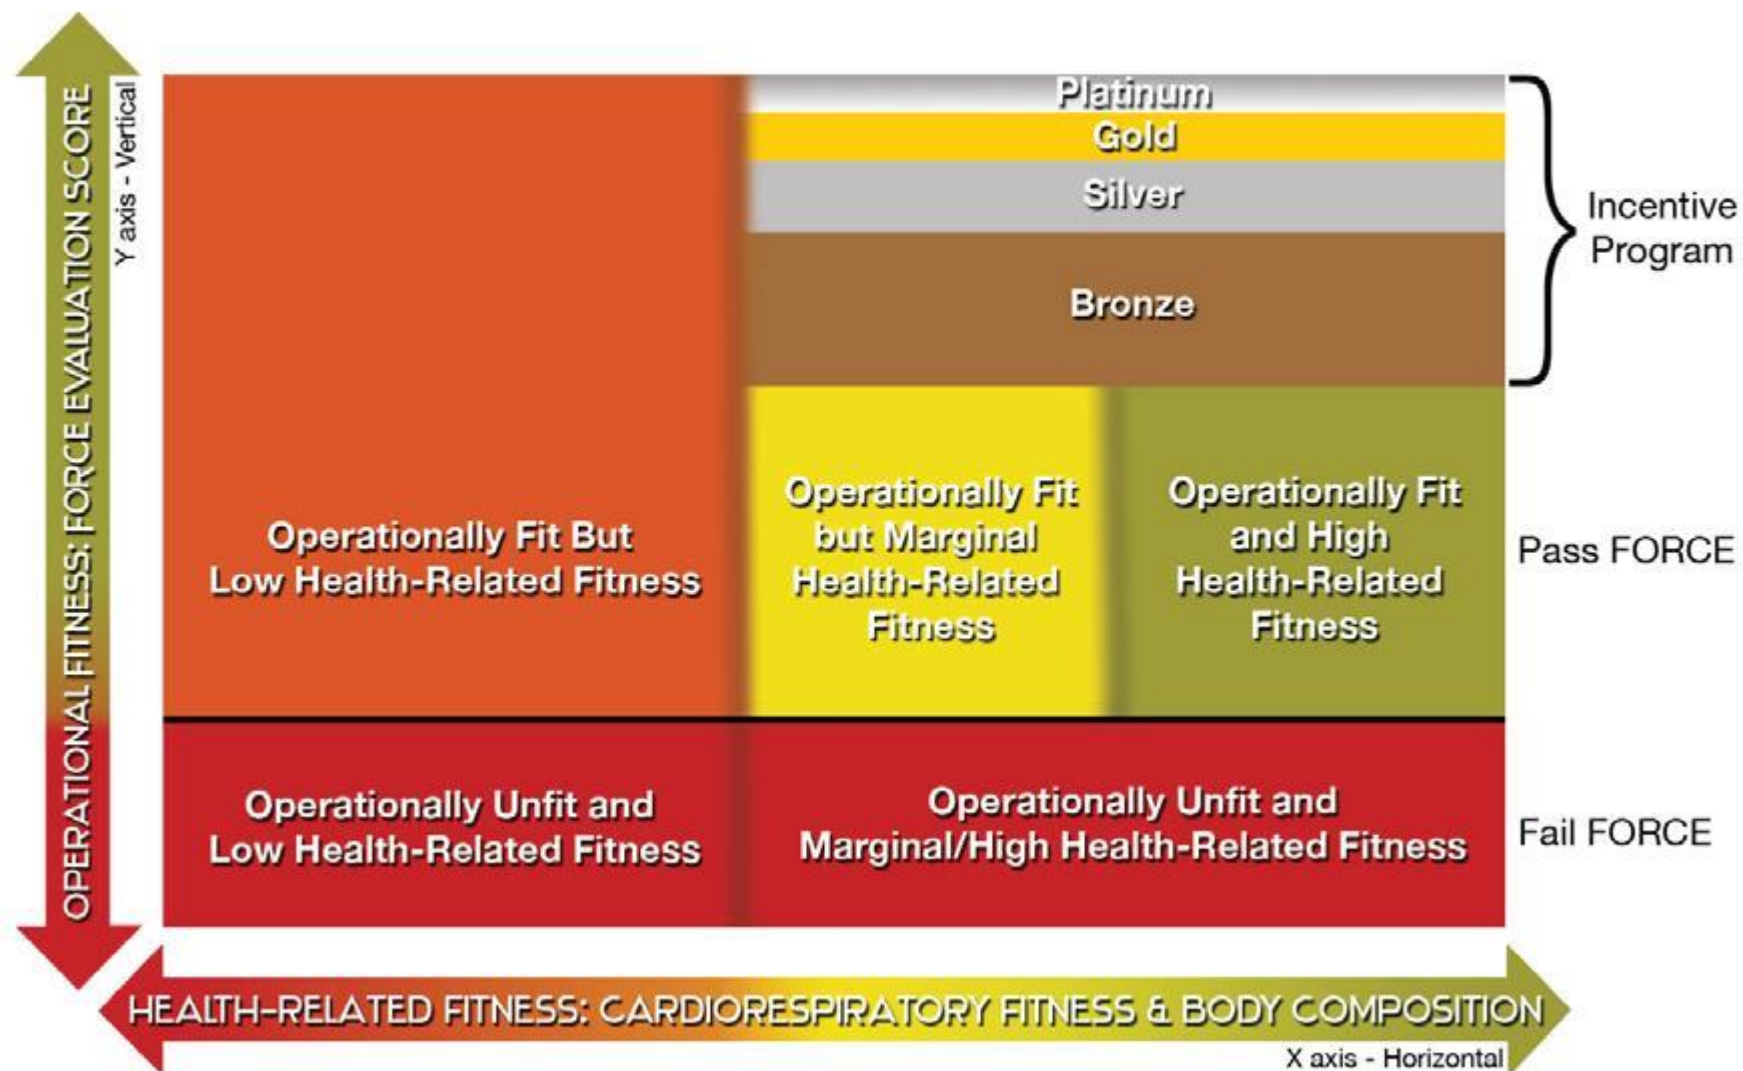 OPERATIONAL FITNESS: FORCE EVALUATION SCORE
Y axis - Vertical
Platinum
Gold
Silver
Bronze
Incentive
Program
Operationally Fit But
Low Health-Related Fitness
Operationally Fit
but Marginal
Health-Related
Fitness
Operationally Fit
and High
Health-Related
Fitness
Pass FORCE
Operationally Unfit and
Low Health-Related Fitness
Operationally Unfit and
Marginal/High Health-Related Fitness
Fail FORCE
HEALTH-RELATED FITNESS: CARDIORESPIRATORY FITNESS & BODY COMPOSITION
X axis - Horizontal